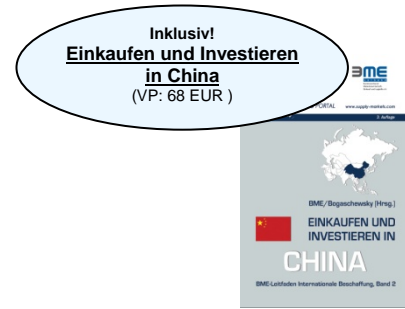 Inklusiv!
Einkaufen und Investieren
in China
(VP: 68 EUR )
BME
PORTAL www.supply-markets.com
2. Auflage
BME/Bogaschewsky (Hrsg.)
EINKAUFEN UND
INVESTIEREN IN
CHINA
BME-Leitfaden Internationale Beschaffung, Band 2